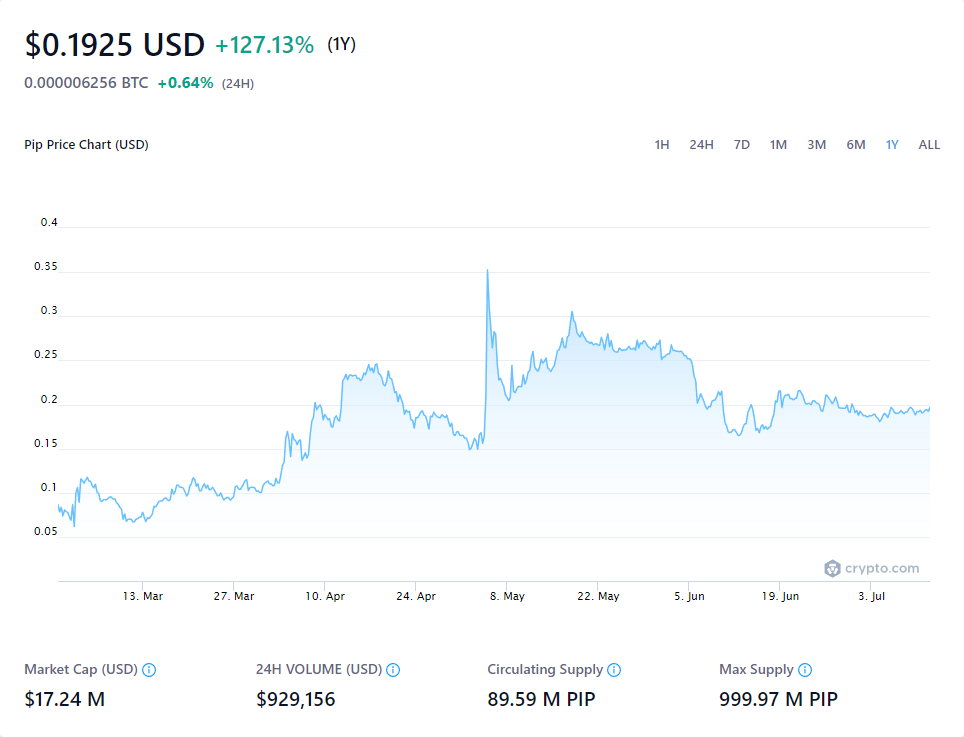 $0.1925 USD +127.13% (1Y)
0.000006256 BTC +0.64% (24H)
Pip Price Chart (USD) 1H 24H 7D 1M 3M 6M 1Y ALL
0.4
0.35
0.3
0.25
0.2
0.15
0.1
0.05
crypto.com
13. Mar 27. Mar 10. Apr 24. Apr 8. May 22. May 5. Jun 19. Jun 3. Jul
Market Cap (USD) 24H VOLUME (USD) Circulating Supply Max Supply
$17.24 M $929,156 89.59 M PIP 999.97 M PIP